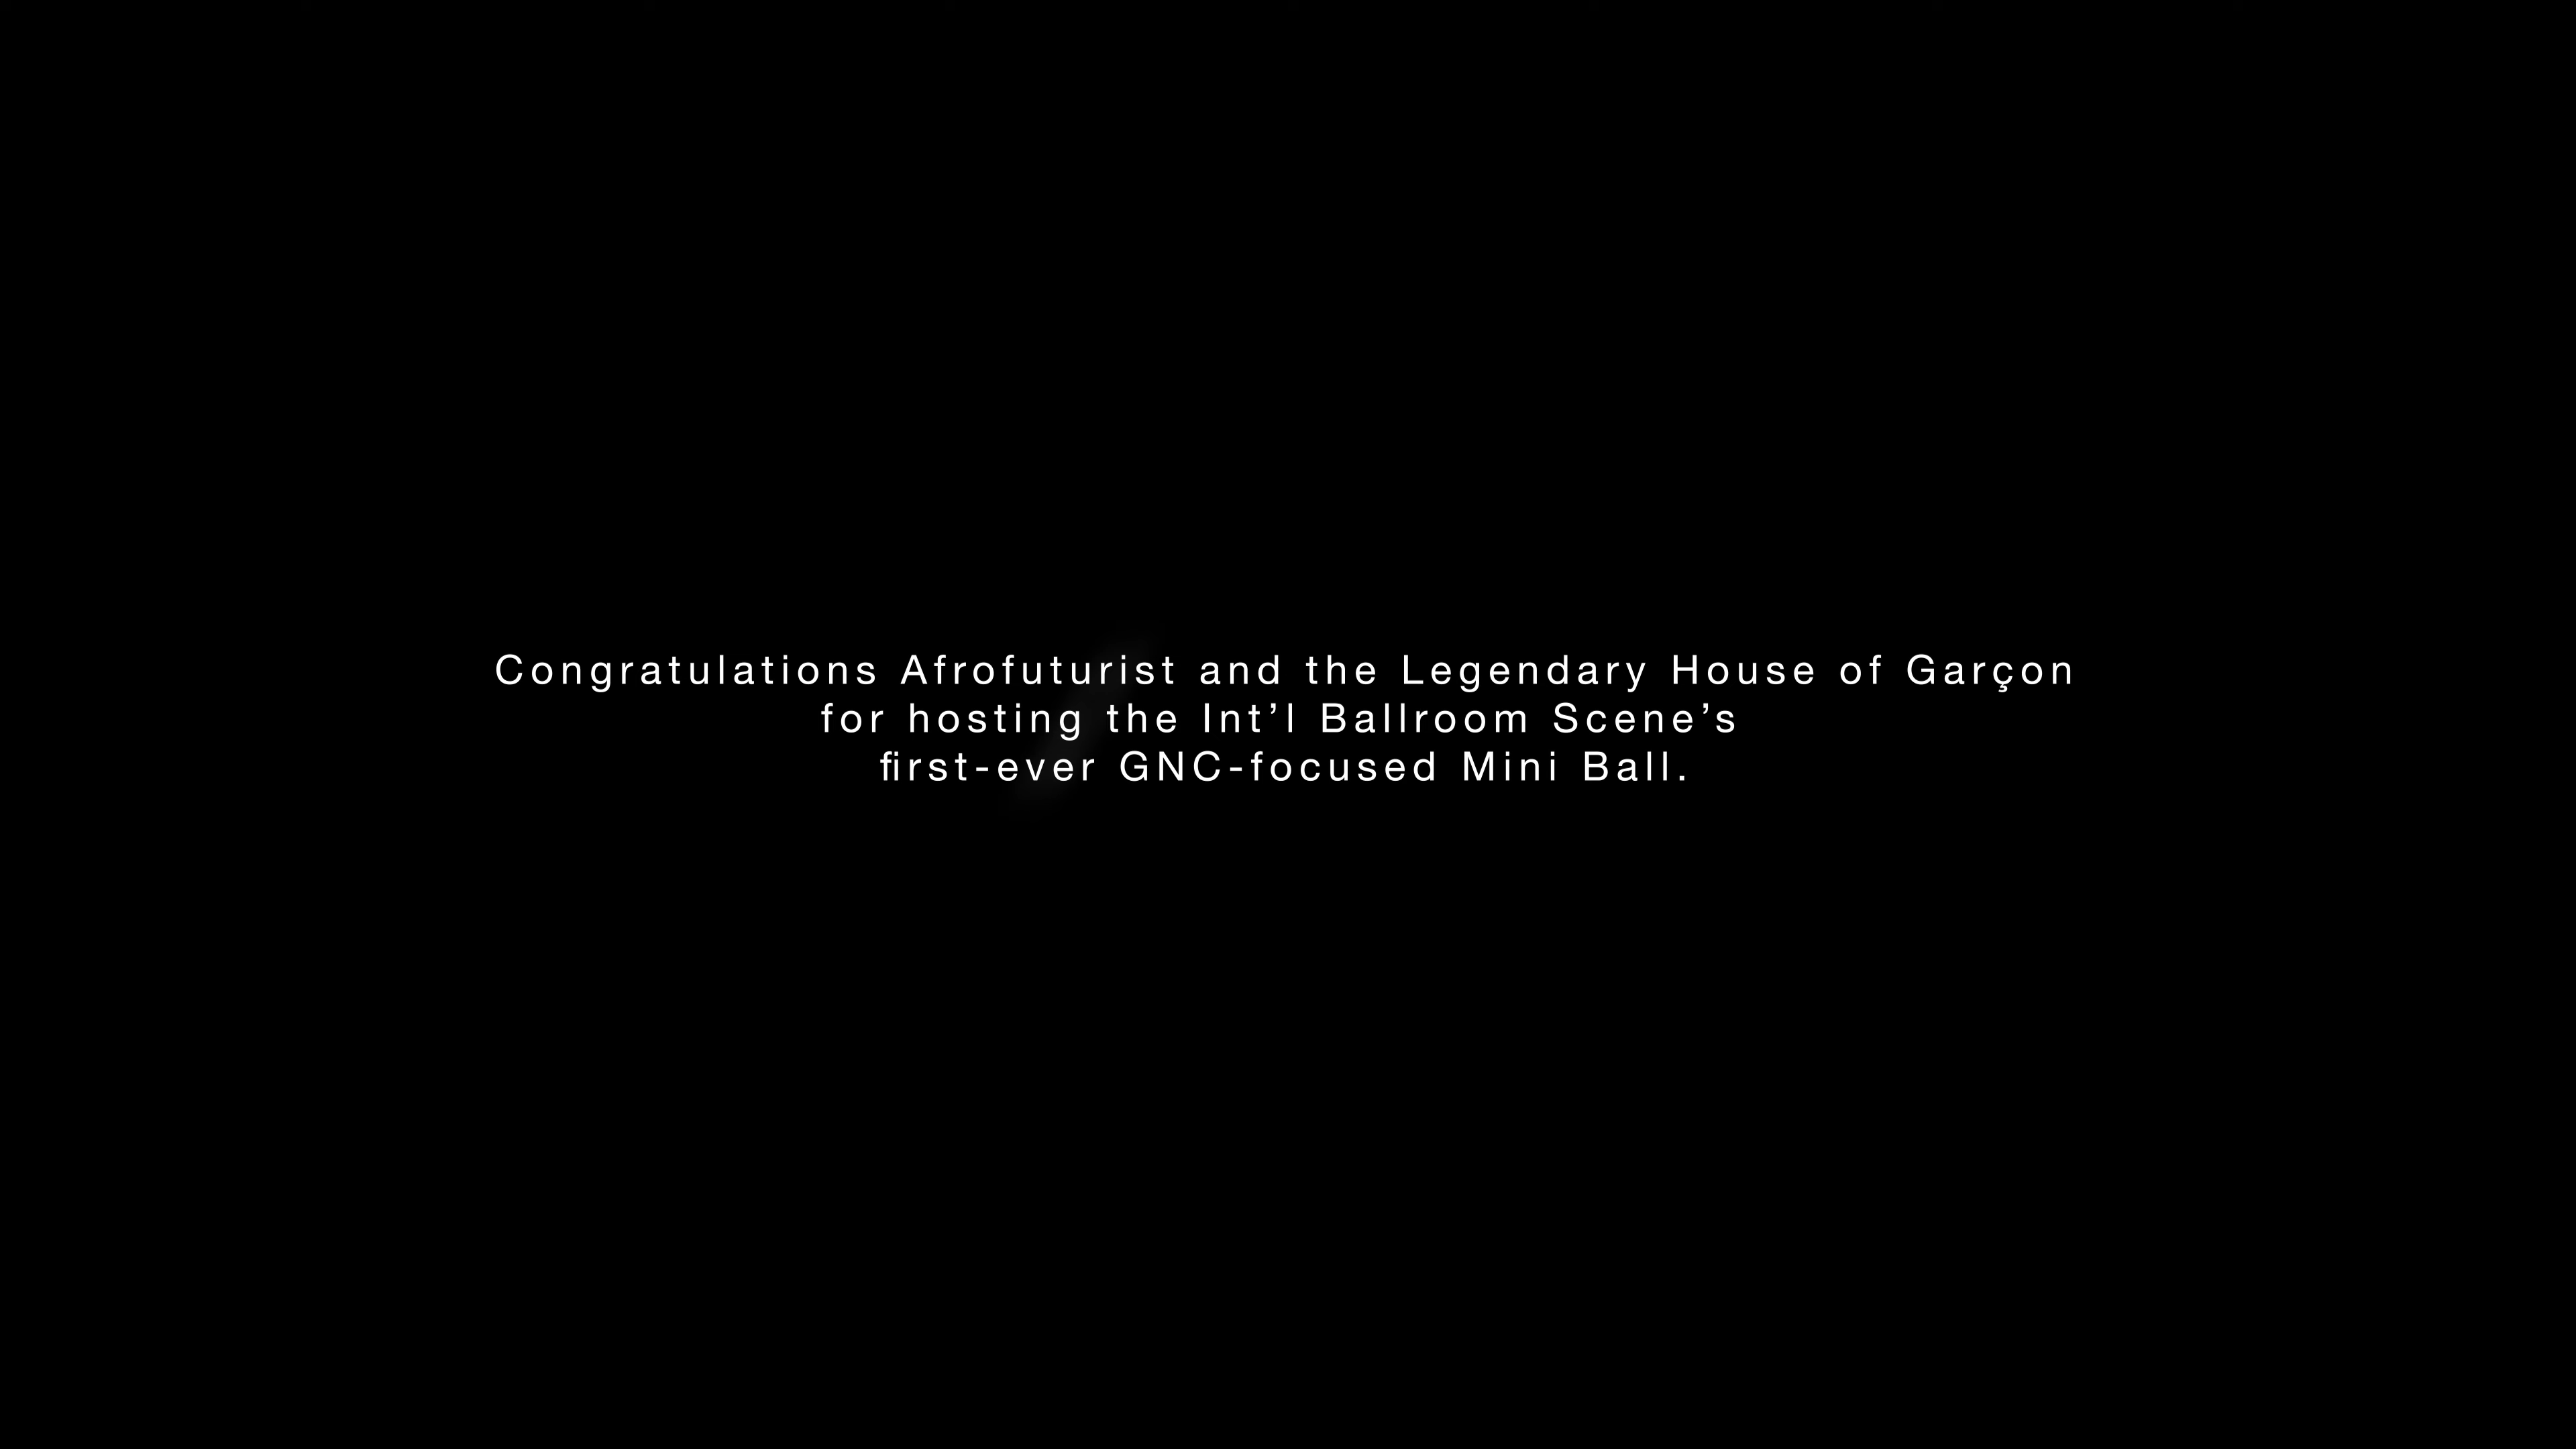 Congratulations Afrofuturist and the Legendary House of Garçon
for hosting the Int’l Ballroom Scene’s
first-ever GNC-focused Mini Ball.